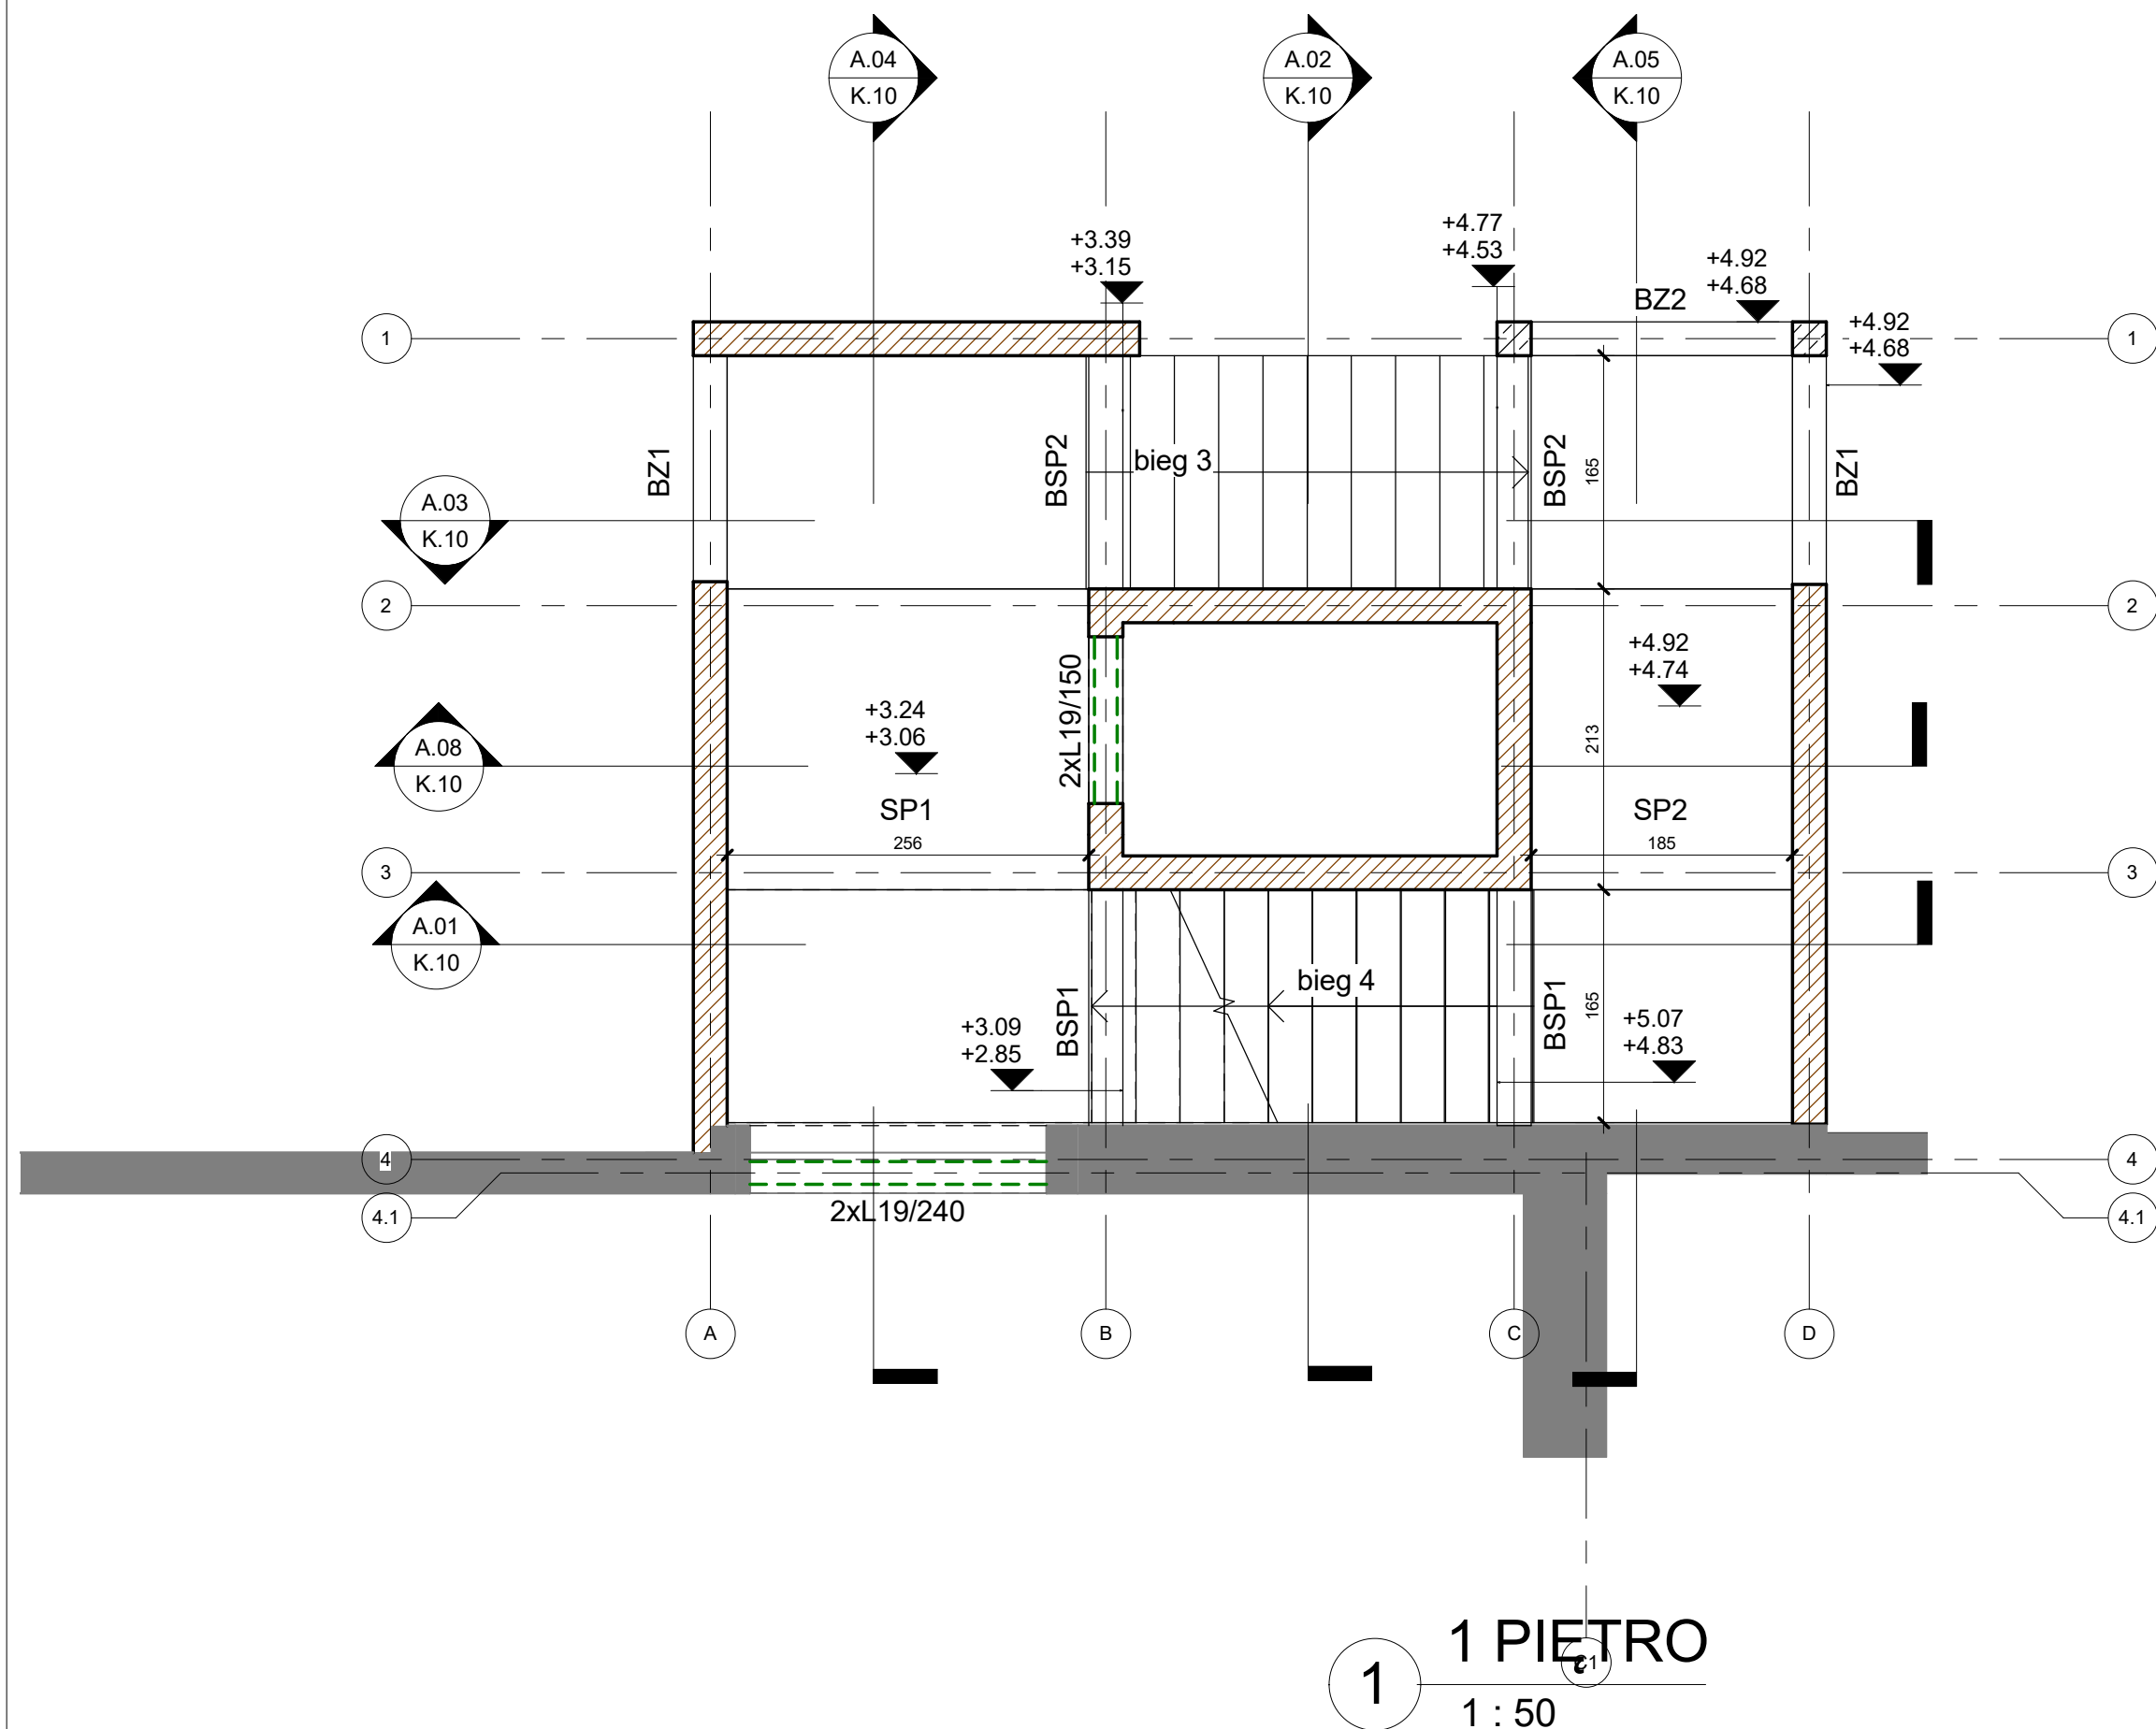 A.04
K.10
A.02
K.10
A.05
K.10
+3.39
+3.15
+4.77
+4.53
+4.92
+4.68
BZ2
+4.92
+4.68
1
1
BZ1
BSP2
bieg 3
BSP2
165
BZ1
A.03
K.10
2
2
2xL19/150
+4.92
+4.74
+3.24
+3.06
A.08
K.10
213
SP1
SP2
256
185
3
3
A.01
K.10
BSP1
bieg 4
BSP1
165
+3.09
+2.85
+5.07
+4.83
4
4
2xL19/240
4.1
4.1
A
B
C
D
1 PIĘTRO
C1
1
1 : 50